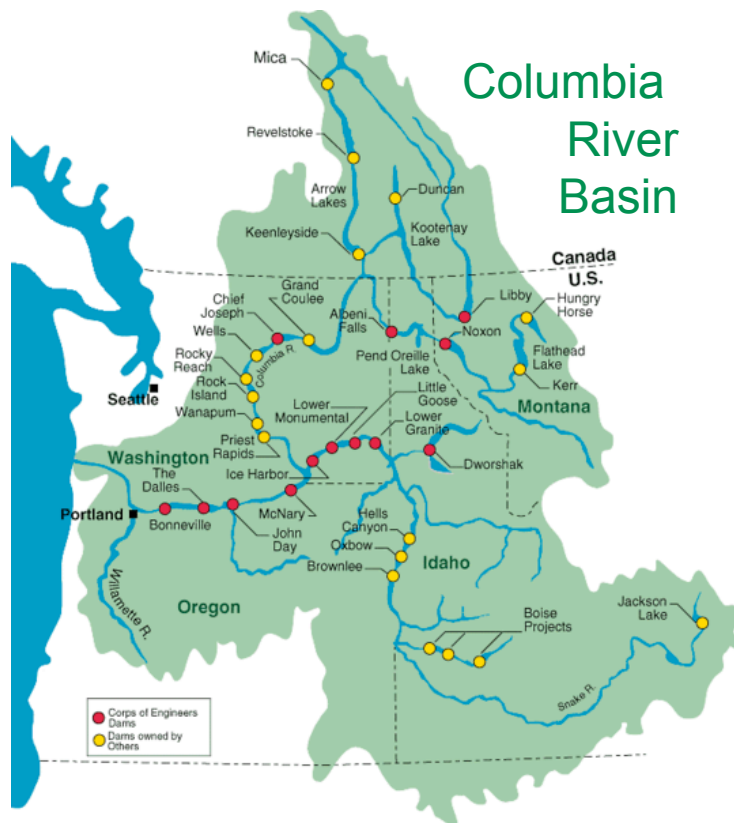 Columbia
River
Basin
Mica
Revelstoke
Arrow
Lakes
Duncan
Kootenay
Lake
Keenleyside
Canada
U.S.
Grand
Coulee
Chief
Joseph
Albeni
Falls
Libby
Hungry
Horse
Wells
Noxon
Columbia R.
Rocky
Reach
Pend Oreille
Lake
Flathead
Lake
Rock
Island
Kerr
Seattle
Little
Goose
Wanapum
Lower
Monumental
Lower
Granite
Montana
Priest
Rapids
Washington
Ice Harbor
Dworshak
The
Dalles
Portland
Bonneville
McNary
John
Day
Hells
Canyon
Oxbow
Brownlee
Idaho
Willamette R.
Oregon
Boise
Projects
Jackson
Lake
Snake R.
Corps of Engineers
Dams
Dams owned by
Others